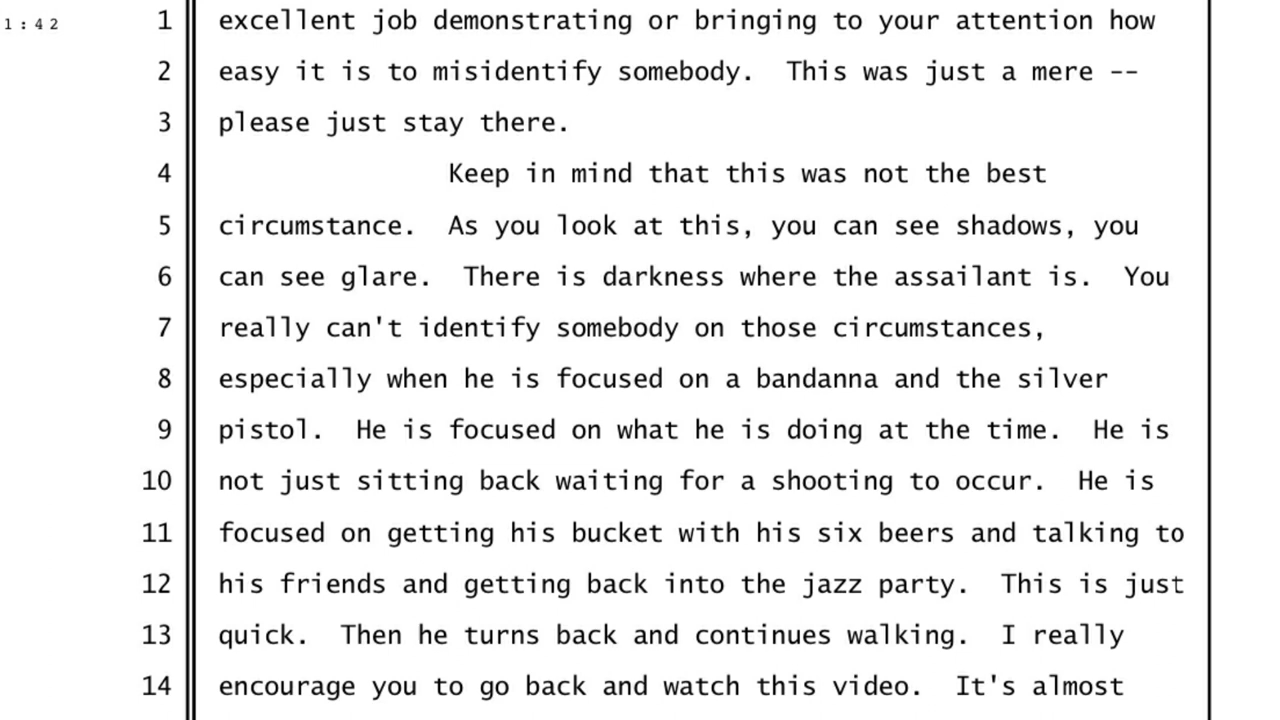 1:42
1 excellent job demonstrating or bringing to your attention how
2 easy it is to misidentify somebody.  This was just a mere --
3 please just stay there.
4 Keep in mind that this was not the best
5 circumstance.  As you look at this, you can see shadows, you
6 can see glare.  There is darkness where the assailant is.  You
7 really can't identify somebody on those circumstances,
8 especially when he is focused on a bandanna and the silver
9 pistol.  He is focused on what he is doing at the time.  He is
10 not just sitting back waiting for a shooting to occur.  He is
11 focused on getting his bucket with his six beers and talking to
12 his friends and getting back into the jazz party.  This is just
13 quick.  Then he turns back and continues walking.  I really
14 encourage you to go back and watch this video.  It's almost